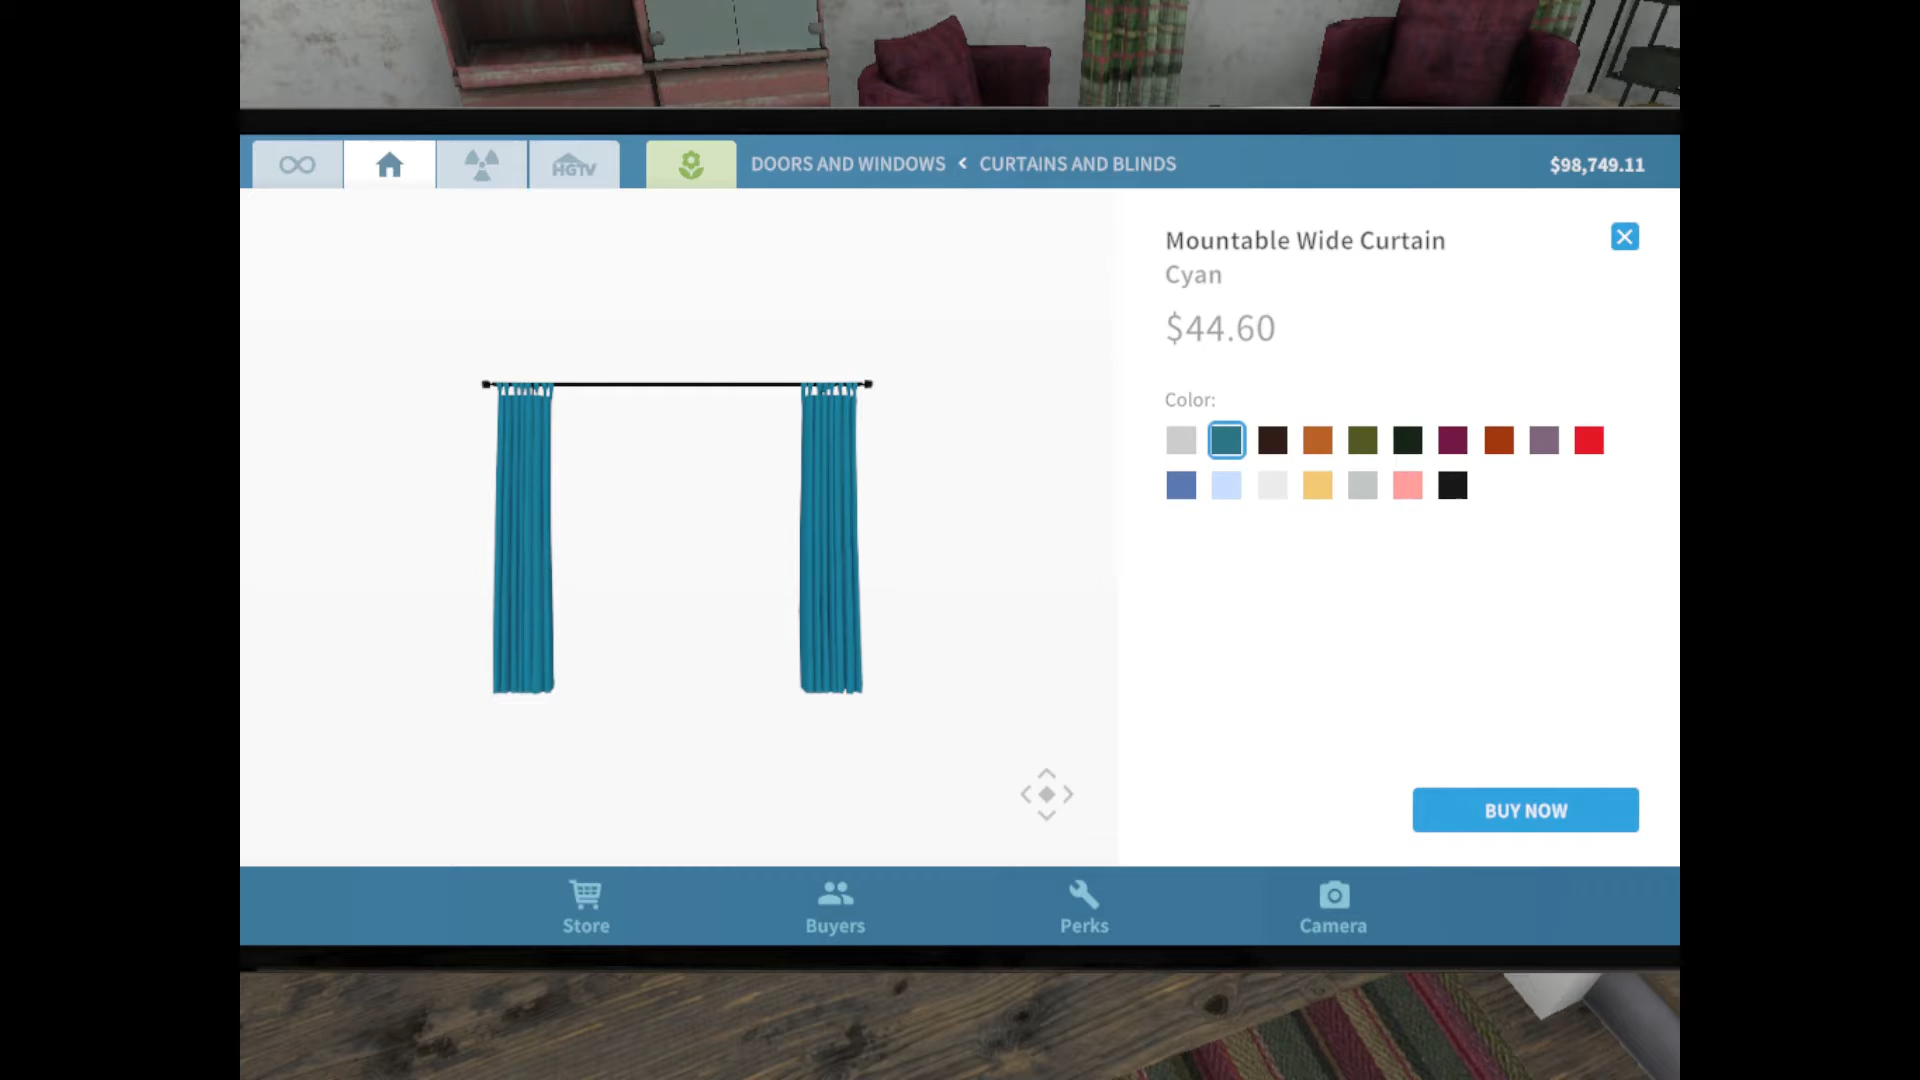 HGTV
DOORS AND WINDOWS < CURTAINS AND BLINDS
$98,749.11
Mountable Wide Curtain
Cyan
$44.60
Color:
BUY NOW
Store
Buyers
Perks
Camera